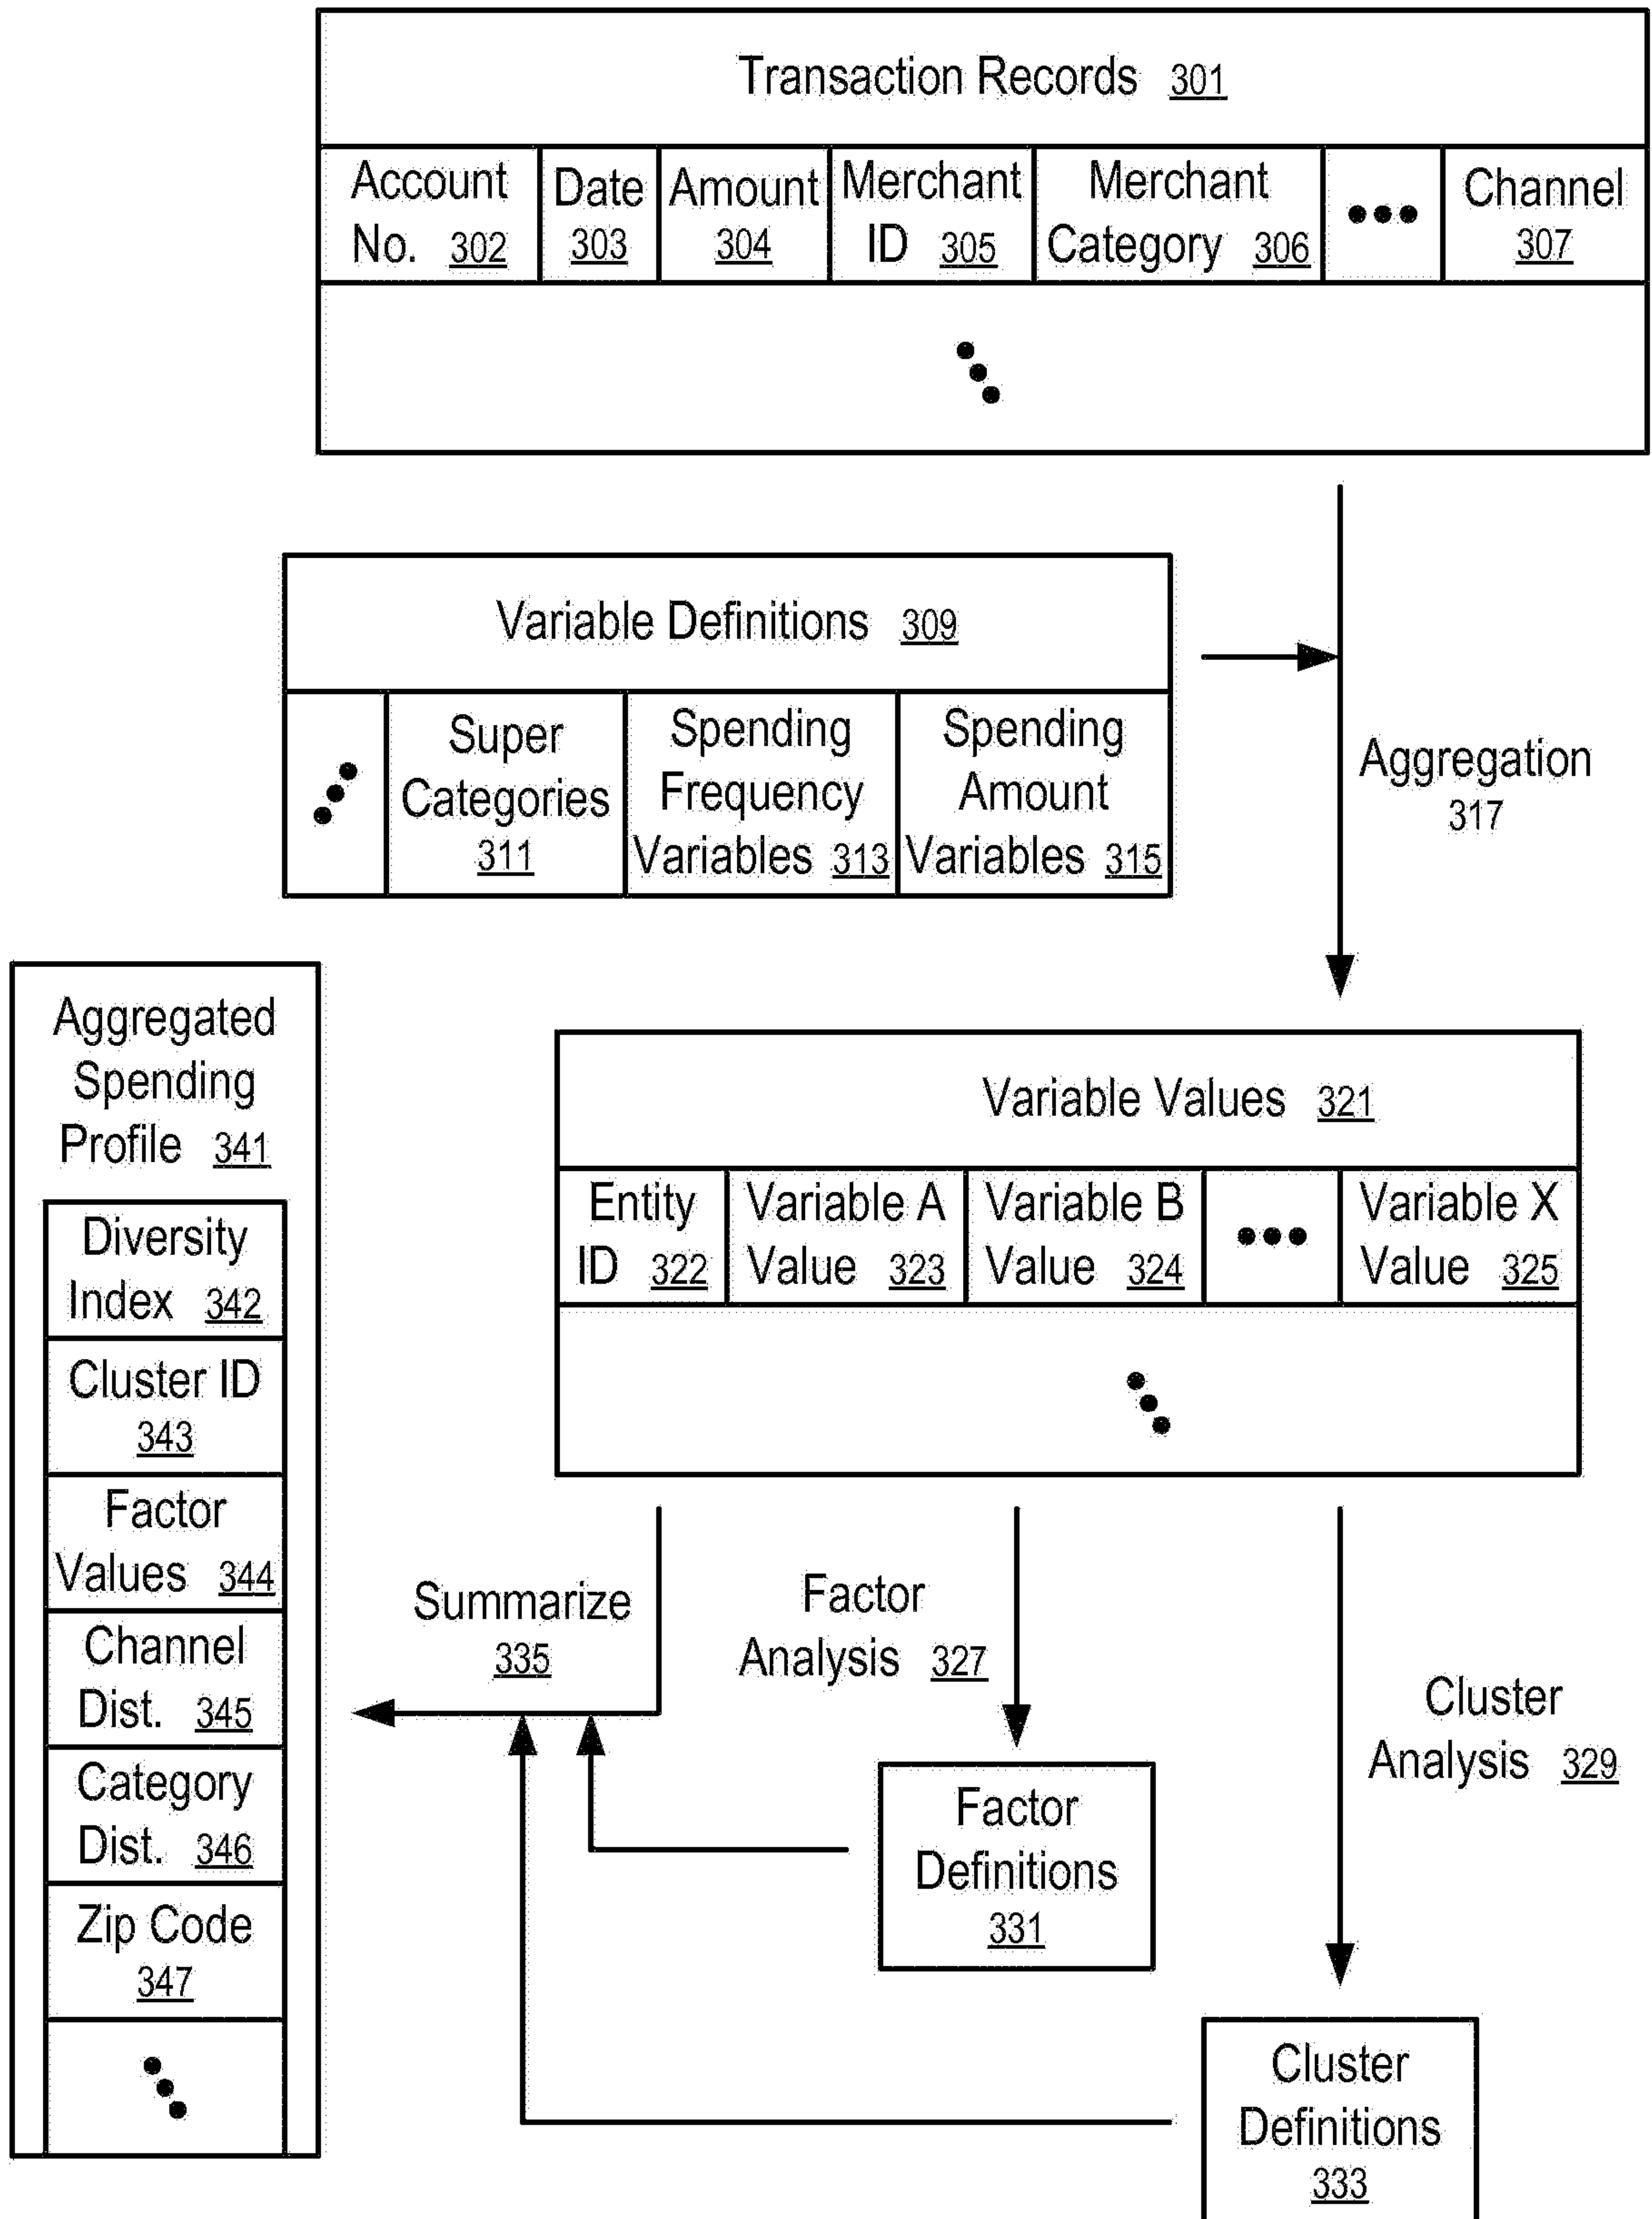 Transaction Records 301
Account
No. 302
Date
303
Amount
304
Merchant
ID 305
Merchant
Category 306
Channel
307
Variable Definitions 309
Super
Categories
311
Spending
Frequency
Variables 313
Spending
Amount
Variables 315
Aggregation
317
Aggregated
Spending
Profile 341
Diversity
Index 342
Cluster ID
343
Factor
Values 344
Channel
Dist. 345
Category
Dist. 346
Zip Code
347
Variable Values 321
Entity
ID 322
Variable A
Value 323
Variable B
Value 324
Variable X
Value 325
Summarize
335
Factor
Analysis 327
Cluster
Analysis 329
Factor
Definitions
331
Cluster
Definitions
333